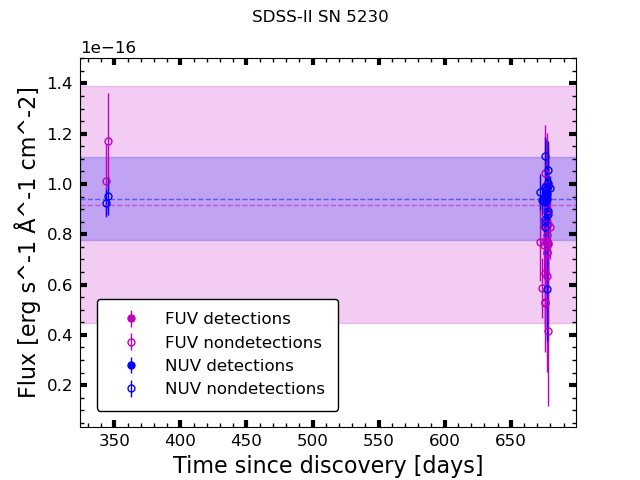 SDSS-II SN 5230
1e−16
1.4
1.2
1.0
0.8
0.6
0.4
0.2
Flux [erg s^-1 Å^-1 cm^-2]
FUV detections
FUV nondetections
NUV detections
NUV nondetections
350 400 450 500 550 600 650
Time since discovery [days]